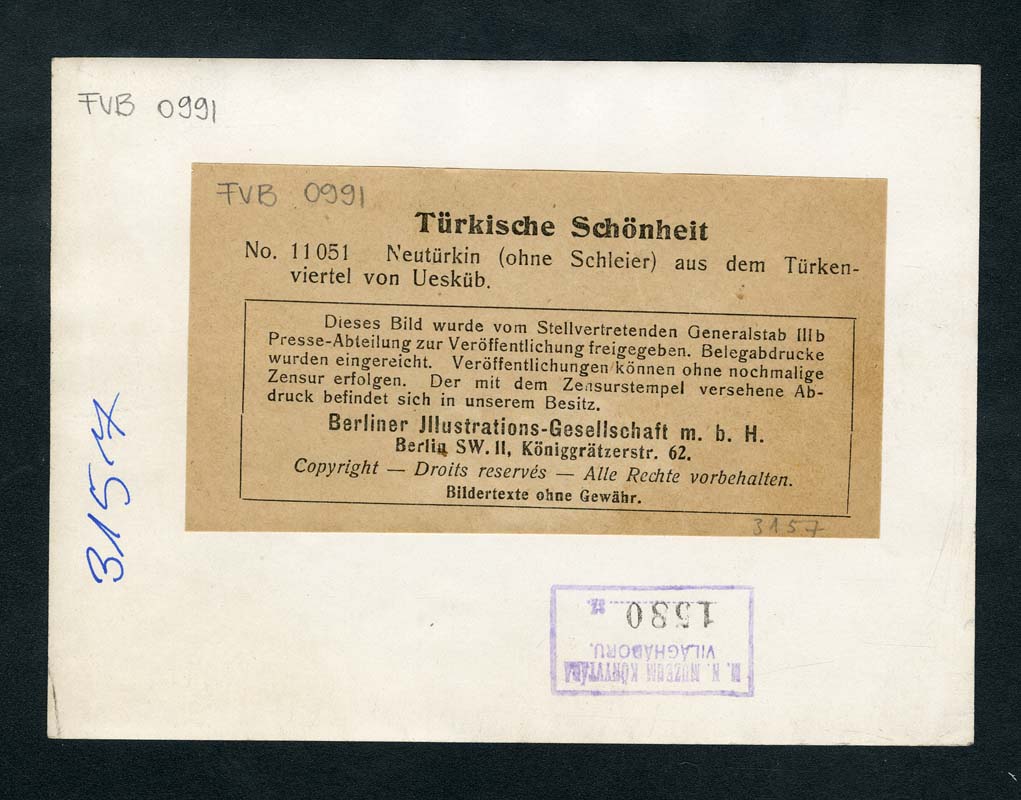 FVB 0991
FVB 0991
Türkische Schönheit
No. 11051 Neutürkin (ohne Schleier) aus dem Türken-
viertel von Uesküb.
Dieses Bild wurde vom Stellvertretenden Generalstab IIIb
Presse-Abteilung zur Veröffentlichung freigegeben. Belegabdrucke
wurden eingereicht. Veröffentlichungen können ohne nochmalige
Zensur erfolgen. Der mit dem Zensurstempel versehene Ab-
druck befindet sich in unserem Besitz.
Berliner Jllustrations-Gesellschaft m. b. H.
Berlin SW. 11, Königgrätzerstr. 62.
Copyright — Droits reservés — Alle Rechte vorbehalten.
Bildertexte ohne Gewähr.
3157
3157
M. N. MUZEUM KÖNYVTÁRA
VILÁGHÁBORU.
1580 sz.